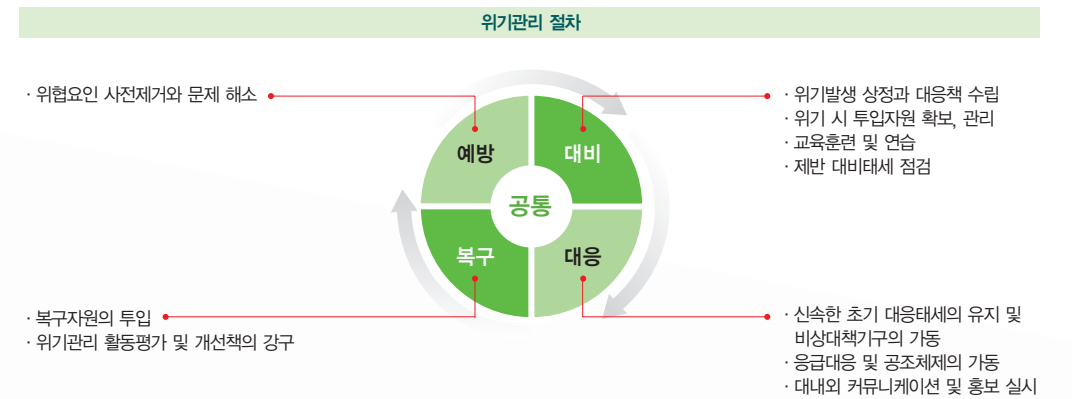 위기관리 절차
· 위협요인 사전제거와 문제 해소
· 위기발생 상정과 대응책 수립
· 위기 시 투입자원 확보, 관리
· 교육훈련 및 연습
· 제반 대비태세 점검
예방
대비
공통
복구
대응
· 복구자원의 투입
· 위기관리 활동평가 및 개선책의 강구
· 신속한 초기 대응태세의 유지 및
비상대책기구의 가동
· 응급대응 및 공조체제의 가동
· 대내외 커뮤니케이션 및 홍보 실시